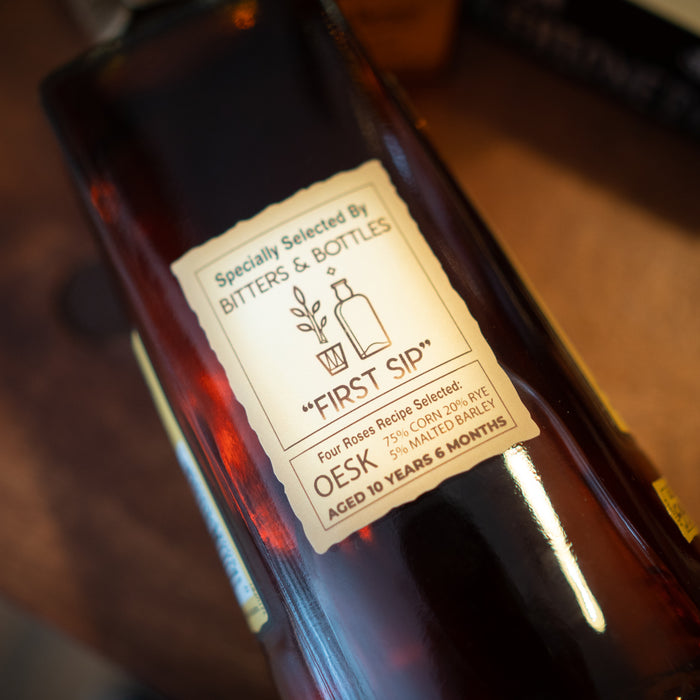 Specially Selected By
BITTERS & BOTTLES
"FIRST SIP"
Four Roses Recipe Selected:
OESK
75% CORN 20% RYE
5% MALTED BARLEY
AGED 10 YEARS 6 MONTHS